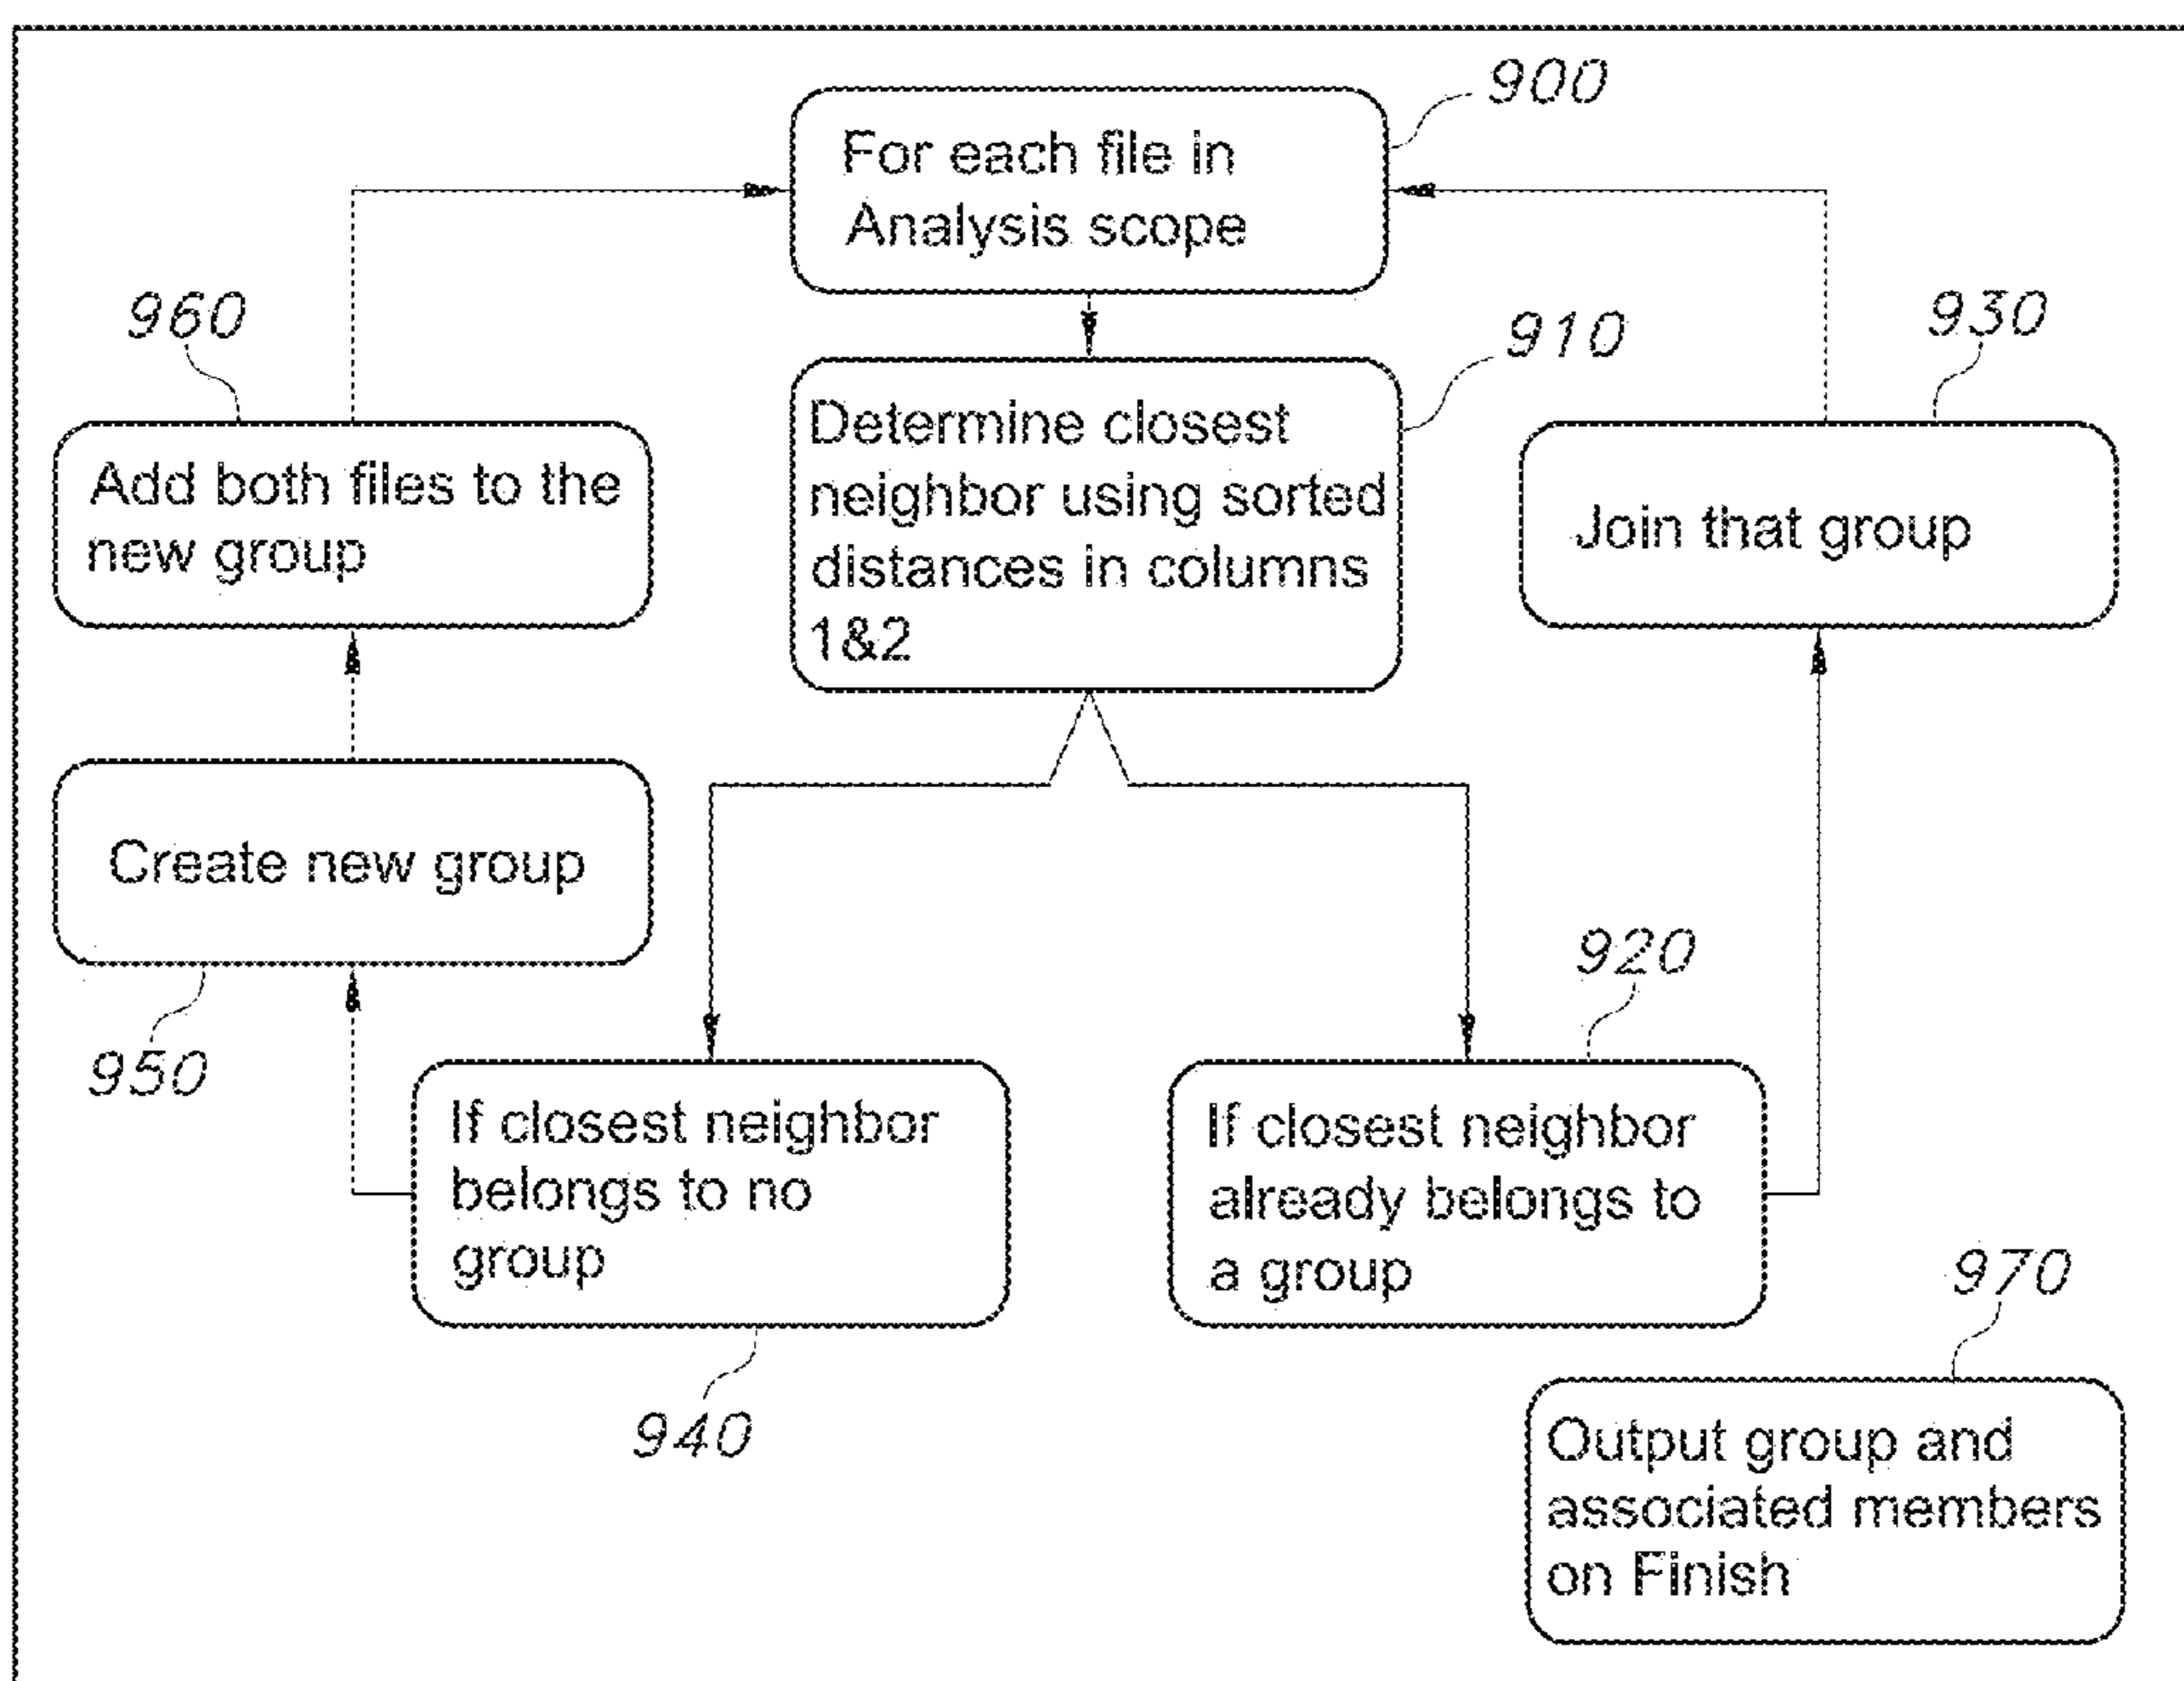 900
For each file in
Analysis scope
960
910
930
Determine closest
neighbor using sorted
distances in columns
1&2
Add both files to the
new group
Join that group
Create new group
950
920
If closest neighbor
belongs to no
group
If closest neighbor
already belongs to
a group
940
970
Output group and
associated members
on Finish